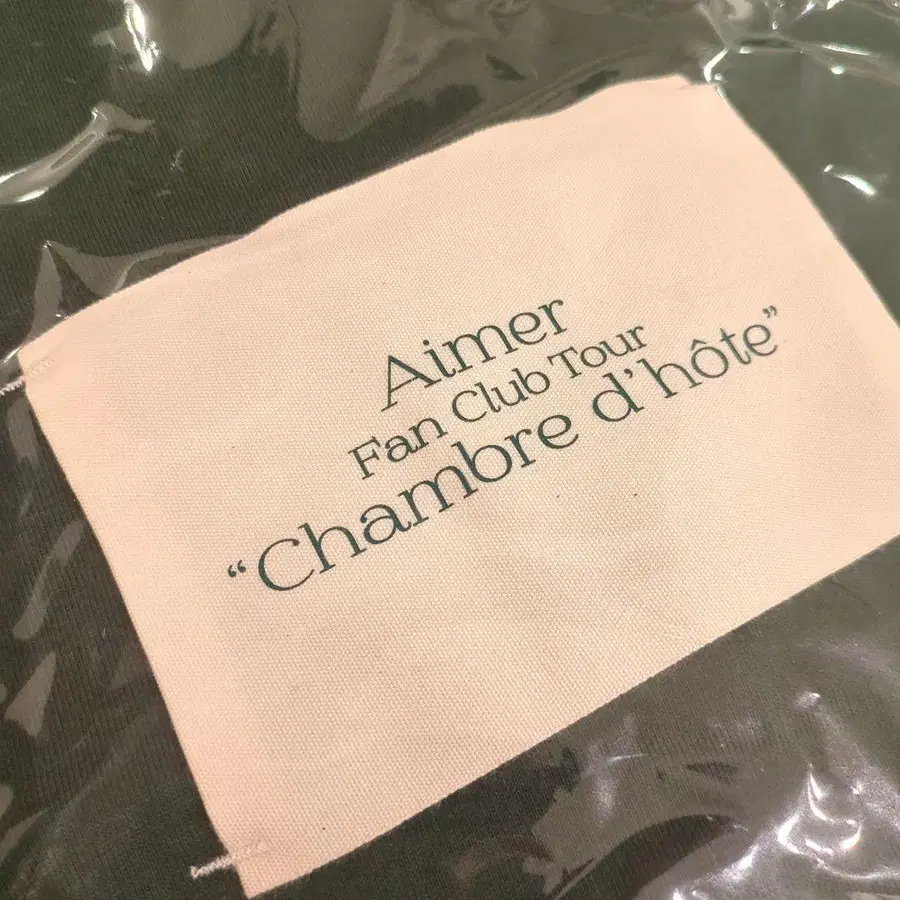 Aimer
Fan Club Tour
“Chambre d’hôte”